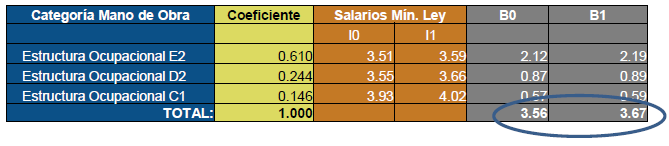 Categoría Mano de Obra Coeficiente Salarios Mín. Ley B0 B1
I0 I1
Estructura Ocupacional E2 0.610 3.51 3.59 2.12 2.19
Estructura Ocupacional D2 0.244 3.55 3.66 0.87 0.89
Estructura Ocupacional C1 0.146 3.93 4.02 0.57 0.59
TOTAL: 1.000 3.56 3.67